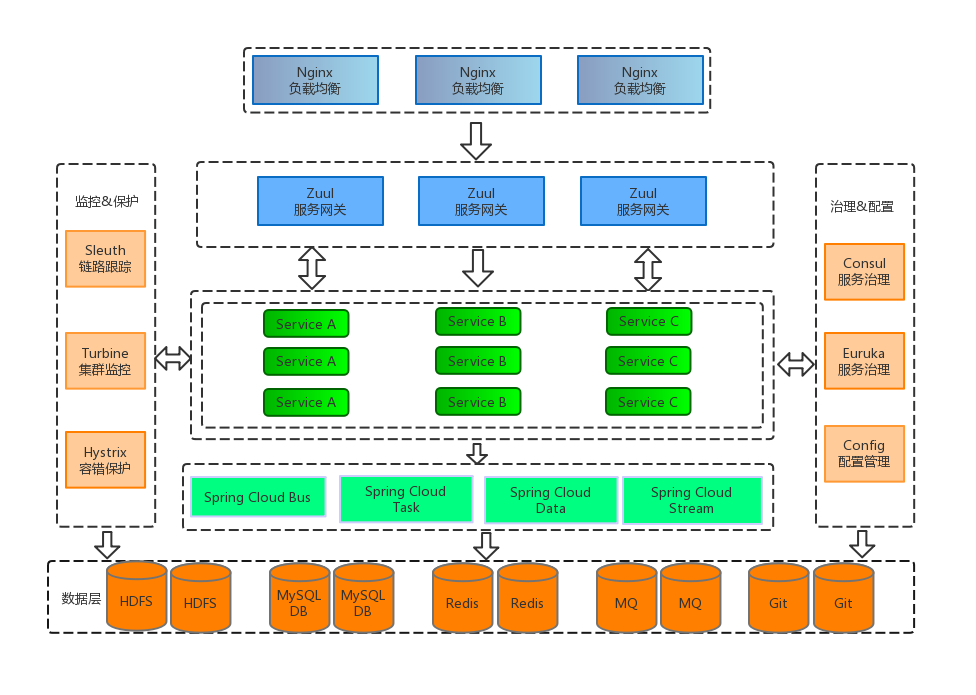 Nginx
负载均衡
Nginx
负载均衡
Nginx
负载均衡
Zuul
服务网关
Zuul
服务网关
Zuul
服务网关
监控&保护
Sleuth
链路跟踪
Turbine
集群监控
Hystrix
容错保护
Service A
Service B
Service C
Service A
Service B
Service C
Service A
Service B
Service C
治理&配置
Consul
服务治理
Euruka
服务治理
Config
配置管理
Spring Cloud Bus
Spring Cloud
Task
Spring Cloud
Data
Spring Cloud
Stream
数据层
HDFS
HDFS
MySQL
DB
MySQL
DB
Redis
Redis
MQ
MQ
Git
Git